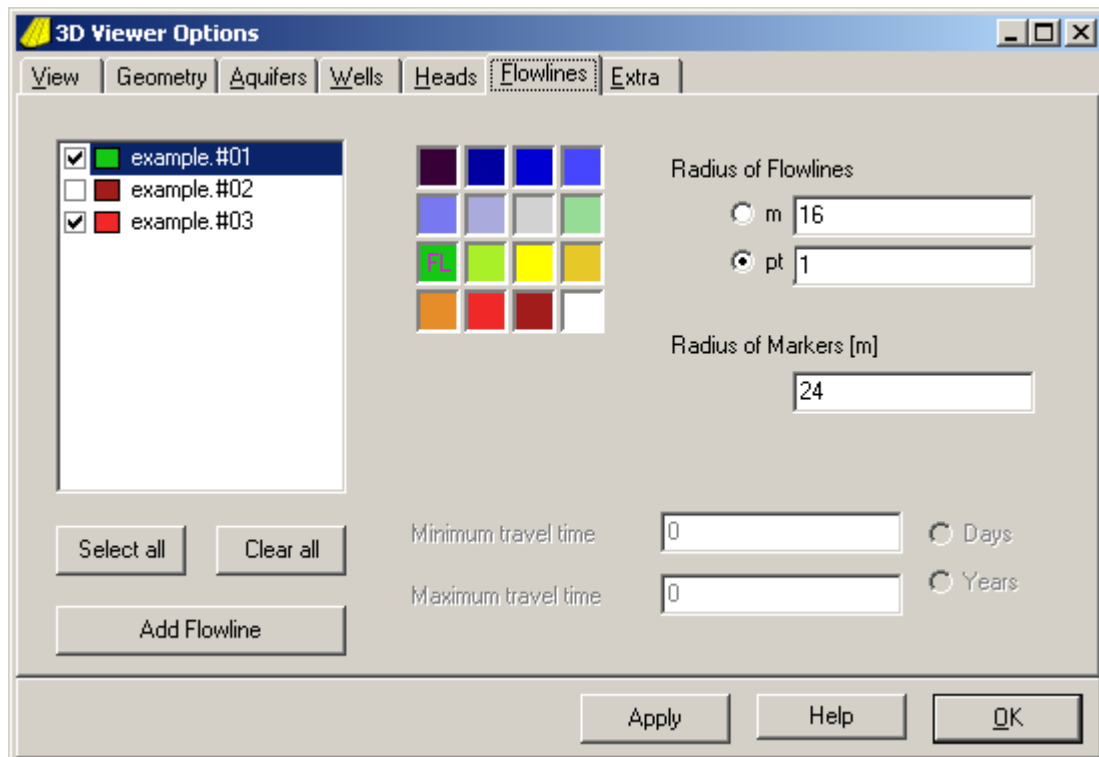 3D Viewer Options
View Geometry Aquifers Wells Heads Flowlines Extra
example.#01
example.#02
example.#03
FL
Radius of Flowlines
m 16
pt 1
Radius of Markers [m]
24
Select all Clear all
Add Flowline
Minimum travel time 0 Days
Maximum travel time 0 Years
Apply Help OK